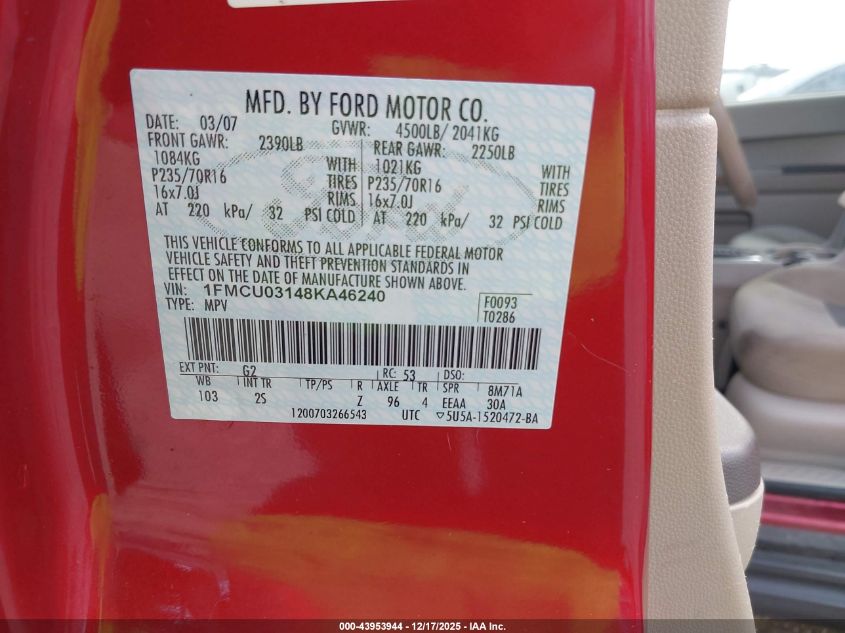 MFD. BY FORD MOTOR CO.
DATE: 03/07 GVWR: 4500LB/ 2041KG
FRONT GAWR: 2390LB REAR GAWR: 2250LB
1084KG WITH 1021KG WITH
P235/70R16 TIRES P235/70R16 TIRES
16x7.0J RIMS 16x7.0J RIMS
AT 220 kPa/ 32 PSI COLD AT 220 kPa/ 32 PSI COLD
THIS VEHICLE CONFORMS TO ALL APPLICABLE FEDERAL MOTOR
VEHICLE SAFETY AND THEFT PREVENTION STANDARDS IN
EFFECT ON THE DATE OF MANUFACTURE SHOWN ABOVE.
VIN: 1FMCU03148KA46240 F0093
TYPE: MPV T0286
EXT PNT: G2 RC: 53 DSO:
WB INT TR TP/PS R AXLE TR SPR 8M71A
103 2S Z 96 4 EEAA 30A
1200703266543 UTC 5U5A-1520472-BA
Ford
000-43953944 - 12/17/2025 - IAA Inc.